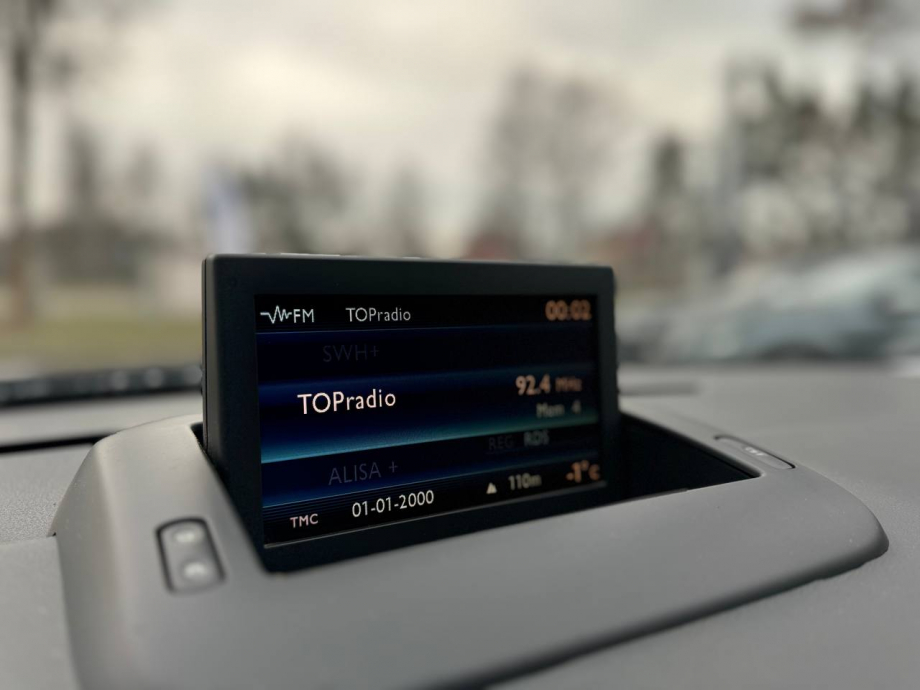 FM TOPradio 00:02
SWH+
TOPradio 92.4 MHz
Mem 4
REG RDS
ALISA +
TMC 01-01-2000 110m -1°C